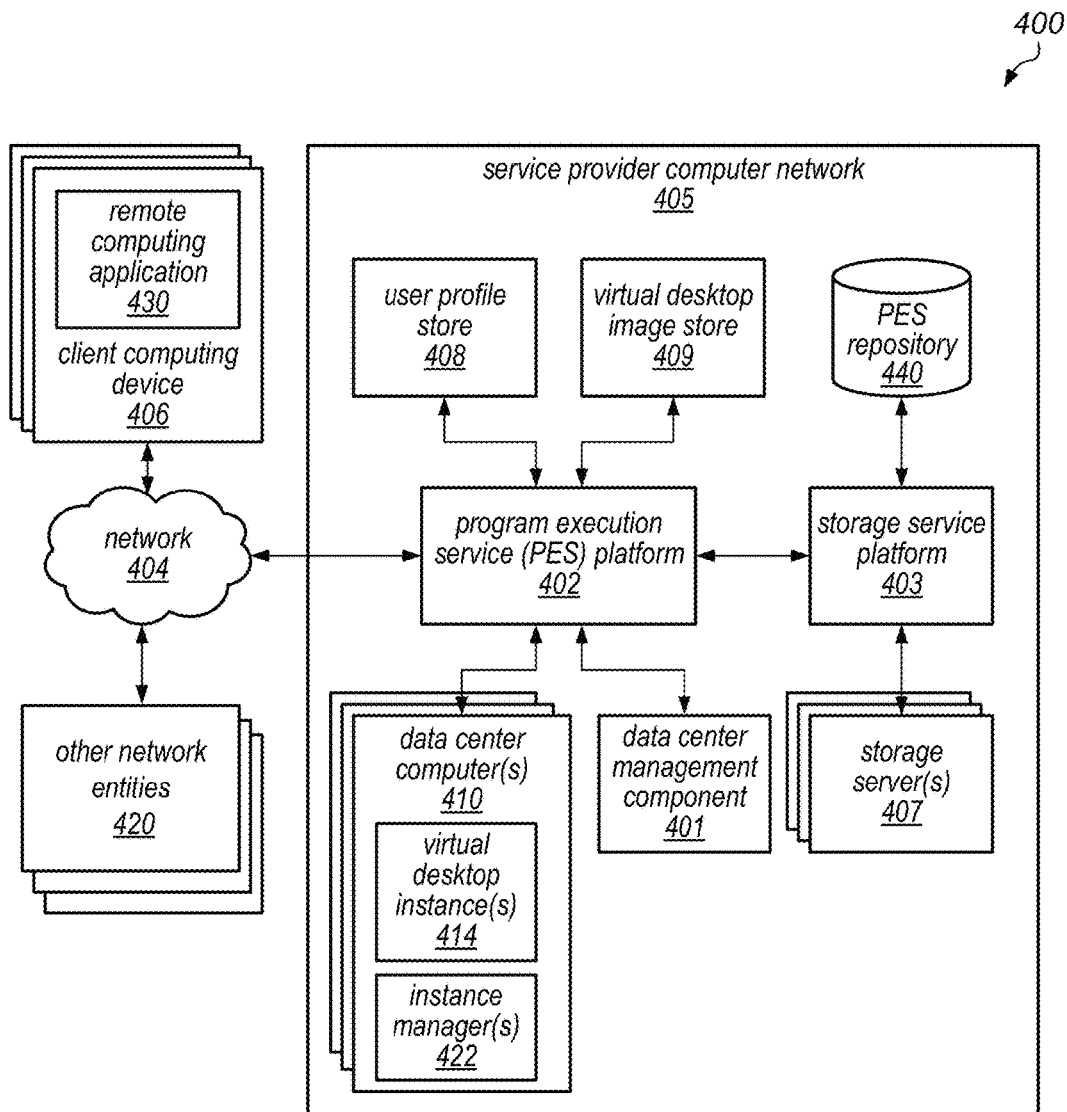 400
service provider computer network
405
remote
computing
application
430
client computing
device
406
user profile
store
408
virtual desktop
image store
409
PES
repository
440
network
404
program execution
service (PES) platform
402
storage service
platform
403
other network
entities
420
data center
computer(s)
410
virtual
desktop
instance(s)
414
instance
manager(s)
422
data center
management
component
401
storage
server(s)
407